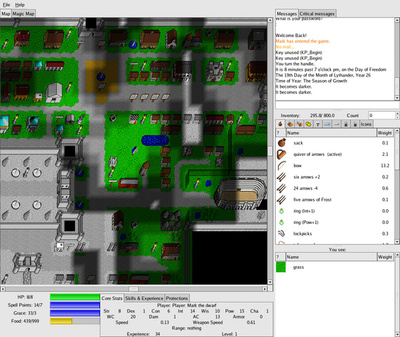 File Help
Map Magic Map
Messages Critical messages
What is your password?
Welcome Back!
Mark has entered the game.
Key unused (KP_Begin)
Key unused (KP_Begin)
You turn the handle.
It is 8 minutes past 7 o'clock pm, on the Day of Freedom
The 19th Day of the Month of Lythander, Year 26
Time of Year: The Season of Growth
It becomes darker.
It becomes darker.
Inventory: 295.8/ 800.0 Count 0
Icons
? Name Weight
sack 0.1
quiver of arrows (active) 2.1
bow 13.2
six arrows +2 0.2
24 arrows -4 0.6
five arrows of Frost 0.1
ring (Int+1) 0.0
ring (Pow+1) 0.0
lockpicks 0.3
You see:
? Name Weight
grass
HP: 8/8
Spell Points: 14/7
Grace: 33/3
Food: 439/999
Core Stats Skills & Experience Protections
Player: Player: Mark the dwarf
Str 8 Dex 1 Con 6 Int 14 Wis 10 Pow 15 Cha 1
WC 20 Dam 1 AC 13 Armor 0
Speed 0.13 Weapon Speed 0.61
Range: nothing
Experience: 34 Level: 1